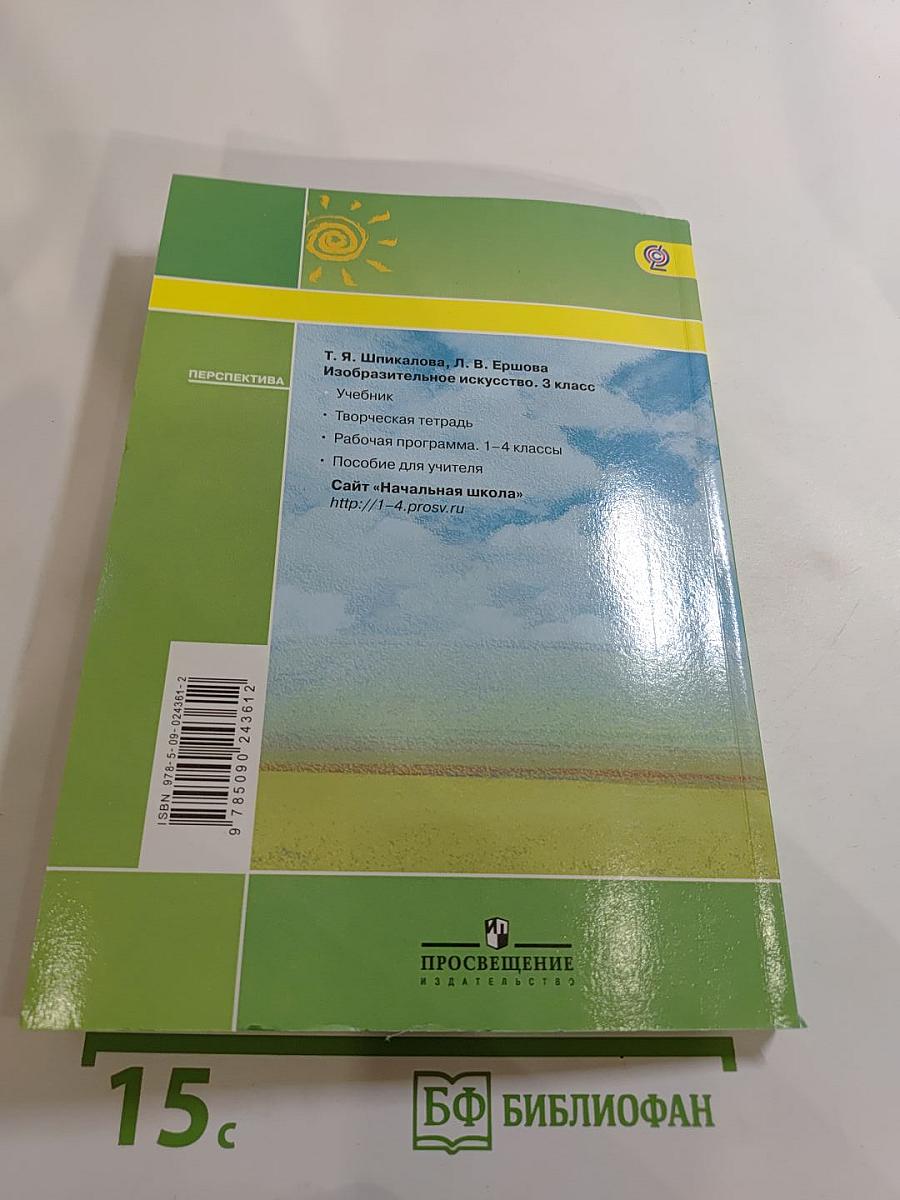 ПЕРСПЕКТИВА
Т. Я. Шпикалова, Л. В. Ершова
Изобразительное искусство. 3 класс
Учебник
• Творческая тетрадь
• Рабочая программа. 1–4 классы
• Пособие для учителя
Сайт «Начальная школа»
http://1–4.prosv.ru
ISBN 978-5-09-024361-2
9 785090 243612
ИП
ПРОСВЕЩЕНИЕ
ИЗДАТЕЛЬСТВО
15 с
БФ БИБЛИОФАН